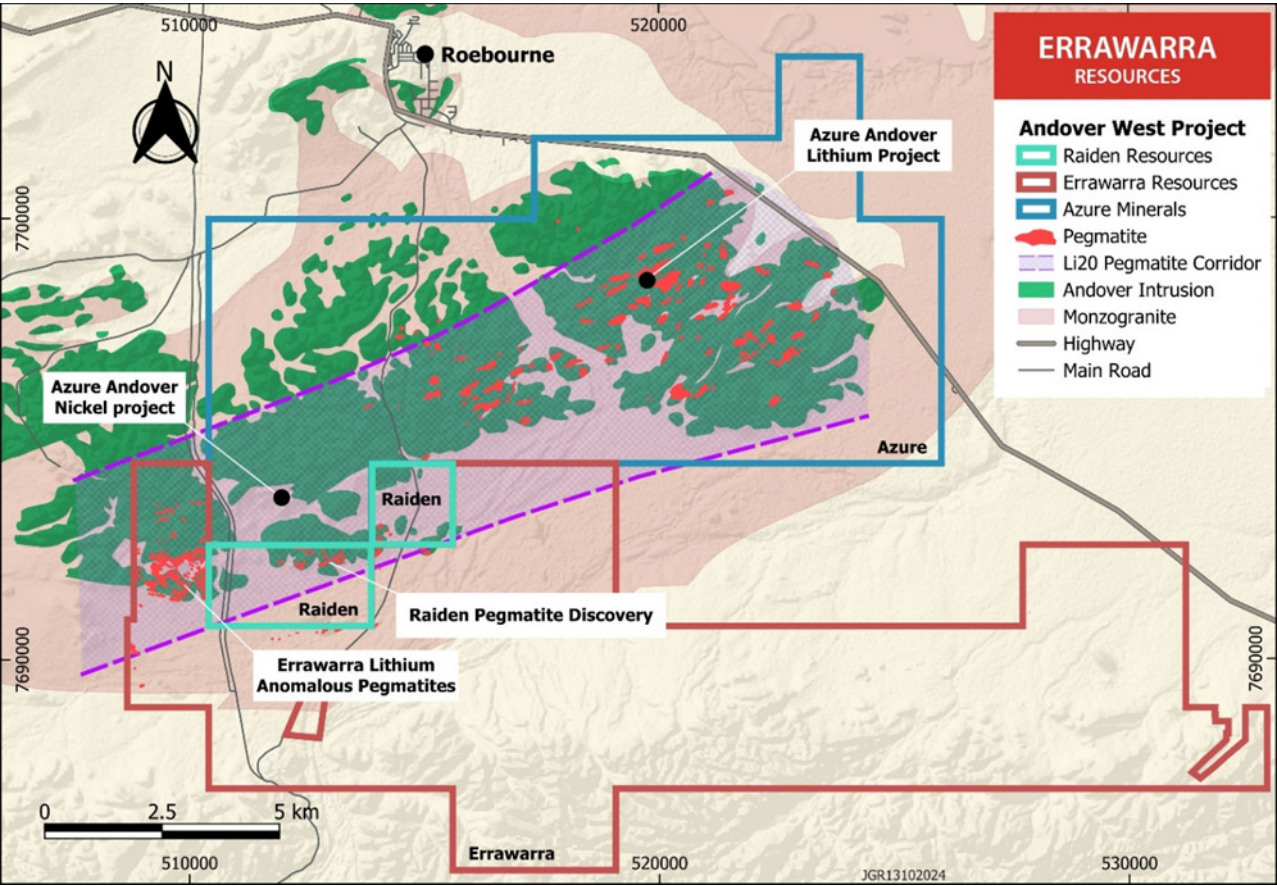 510000
520000
ERRAWARRA
RESOURCES
N
Roebourne
Andover West Project
Raiden Resources
Errawarra Resources
Azure Minerals
Pegmatite
Li20 Pegmatite Corridor
Andover Intrusion
Monzogranite
Highway
Main Road
Azure Andover
Lithium Project
7700000
Azure Andover
Nickel project
Azure
Raiden
Raiden
Raiden Pegmatite Discovery
Errawarra Lithium
Anomalous Pegmatites
7690000
7690000
0 2.5 5 km
Errawarra
510000
520000
530000
JGR13102024